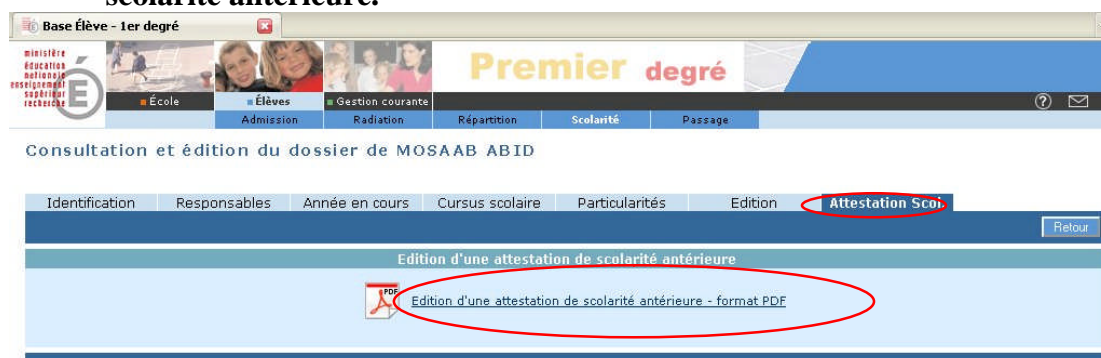 scolarité antérieure.
Base Élève - 1er degré
ministère
éducation
nationale
enseignement
supérieur
recherche
Premier degré
École Élèves Gestion courante
Admission Radiation Répartition Scolarité Passage
Consultation et édition du dossier de MOSAAB ABID
Identification Responsables Année en cours Cursus scolaire Particularités Edition Attestation Scol.
Retour
Edition d'une attestation de scolarité antérieure
PDF
Edition d'une attestation de scolarité antérieure - format PDF